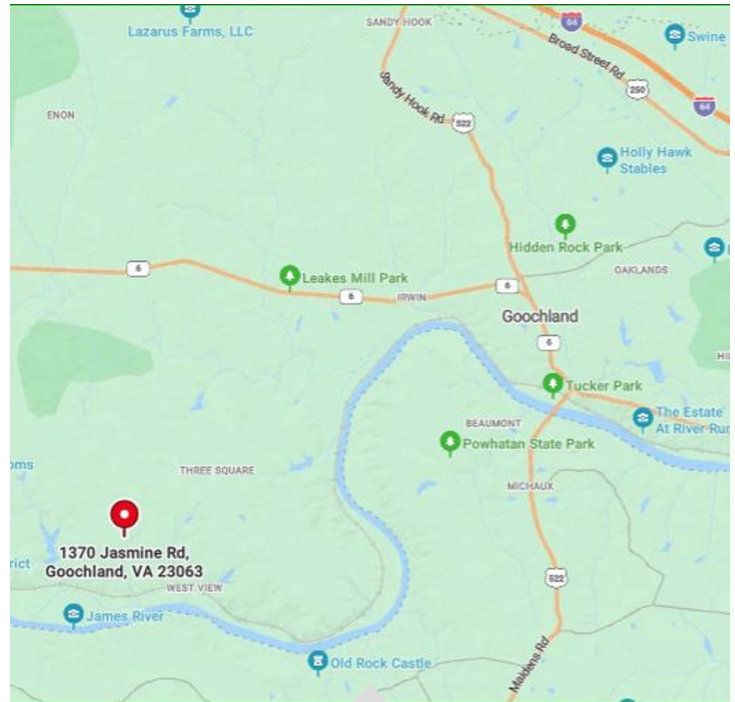 Lazarus Farms, LLC
SANDY HOOK
64
Swine
Broad Street Rd
250
64
Sandy Hook Rd
522
ENON
Holly Hawk
Stables
Hidden Rock Park
6
Leakes Mill Park
6
IRWIN
6
OAKLANDS
Goochland
6
Tucker Park
The Estate
At River Run
BEAUMONT
Powhatan State Park
THREE SQUARE
MICHAUX
1370 Jasmine Rd,
Goochland, VA 23063
rict
WEST VIEW
522
James River
Old Rock Castle
Maidens Rd